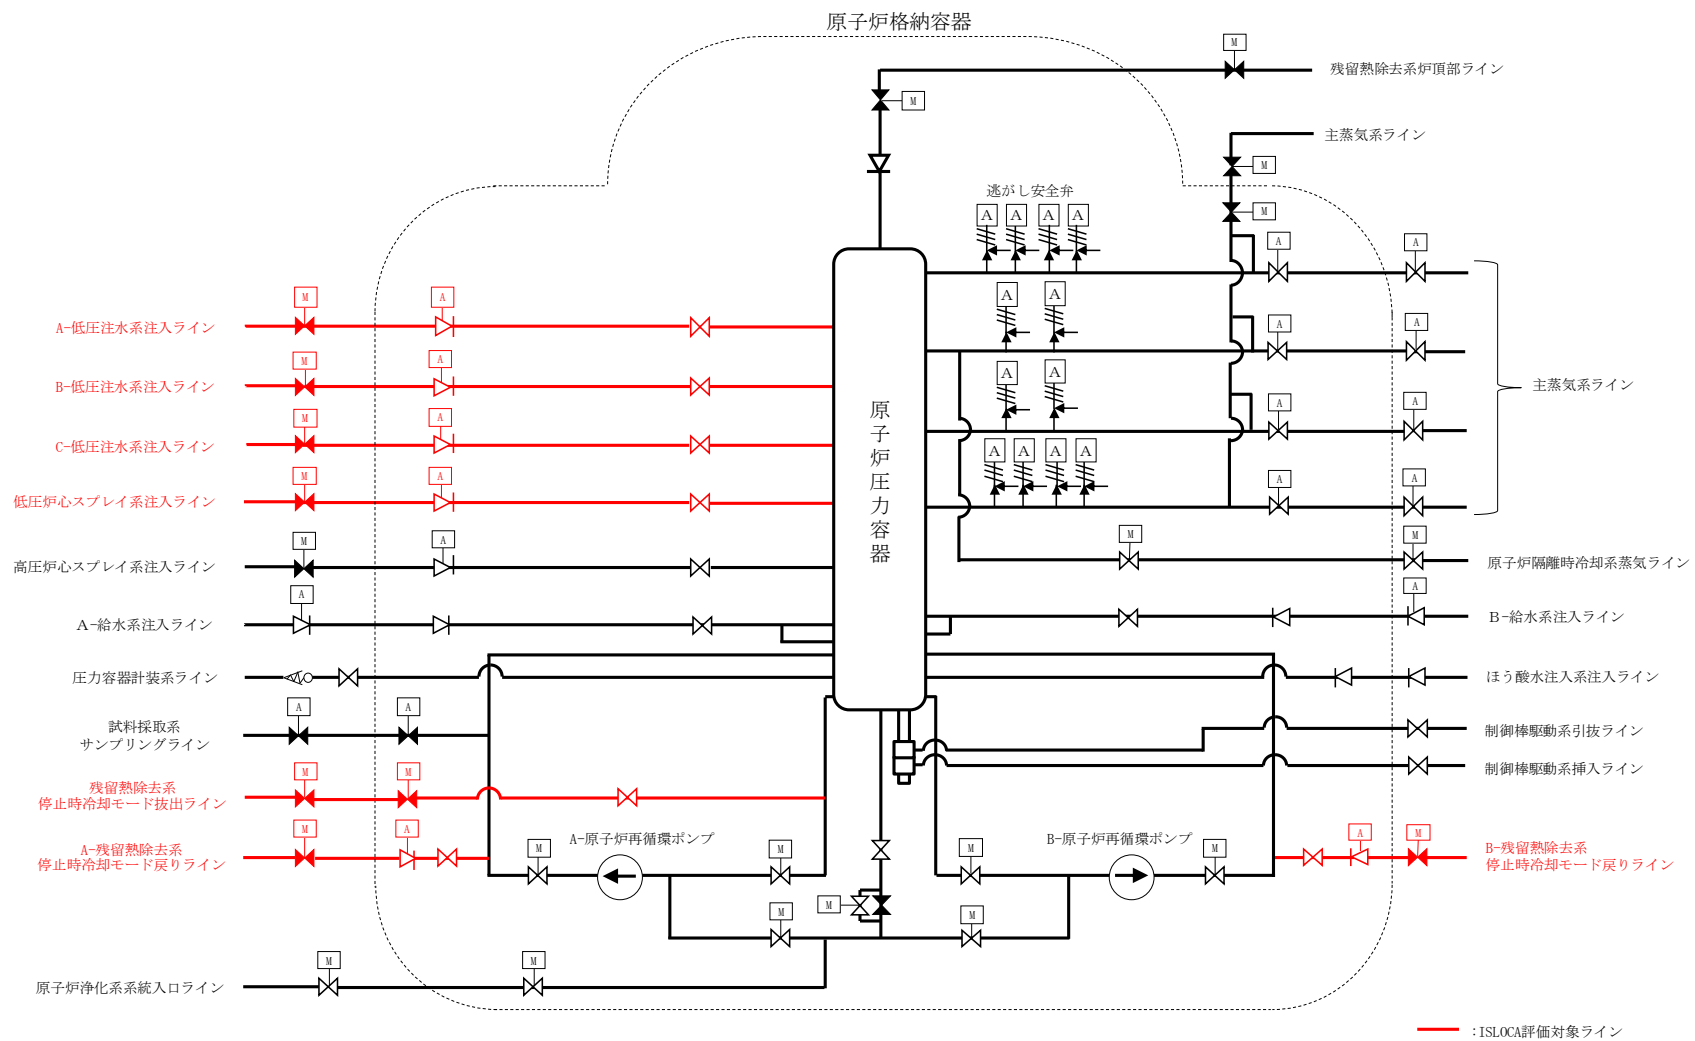 原子炉格納容器
M
残留熱除去系炉頂部ライン
M
主蒸気系ライン
M
M
逃がし安全弁
A A A A
A A
A A
A A
A A
A A A A
A A
A A
A A
主蒸気系ライン
原子炉圧力容器
M A
A-低圧注水系注入ライン
M A
B-低圧注水系注入ライン
M A
C-低圧注水系注入ライン
M A
低圧炉心スプレイ系注入ライン
M A
高圧炉心スプレイ系注入ライン
A
A-給水系注入ライン
圧力容器計装系ライン
A A
試料採取系
サンプリングライン
M M
残留熱除去系
停止時冷却モード抜出ライン
M A
A-残留熱除去系
停止時冷却モード戻りライン
M M
原子炉浄化系系統入口ライン
M M
原子炉隔離時冷却系蒸気ライン
A
B-給水系注入ライン
ほう酸水注入系注入ライン
制御棒駆動系引抜ライン
制御棒駆動系挿入ライン
A-原子炉再循環ポンプ
M M
B-原子炉再循環ポンプ
M M
M M M
A M
B-残留熱除去系
停止時冷却モード戻りライン
:ISLOCA評価対象ライン